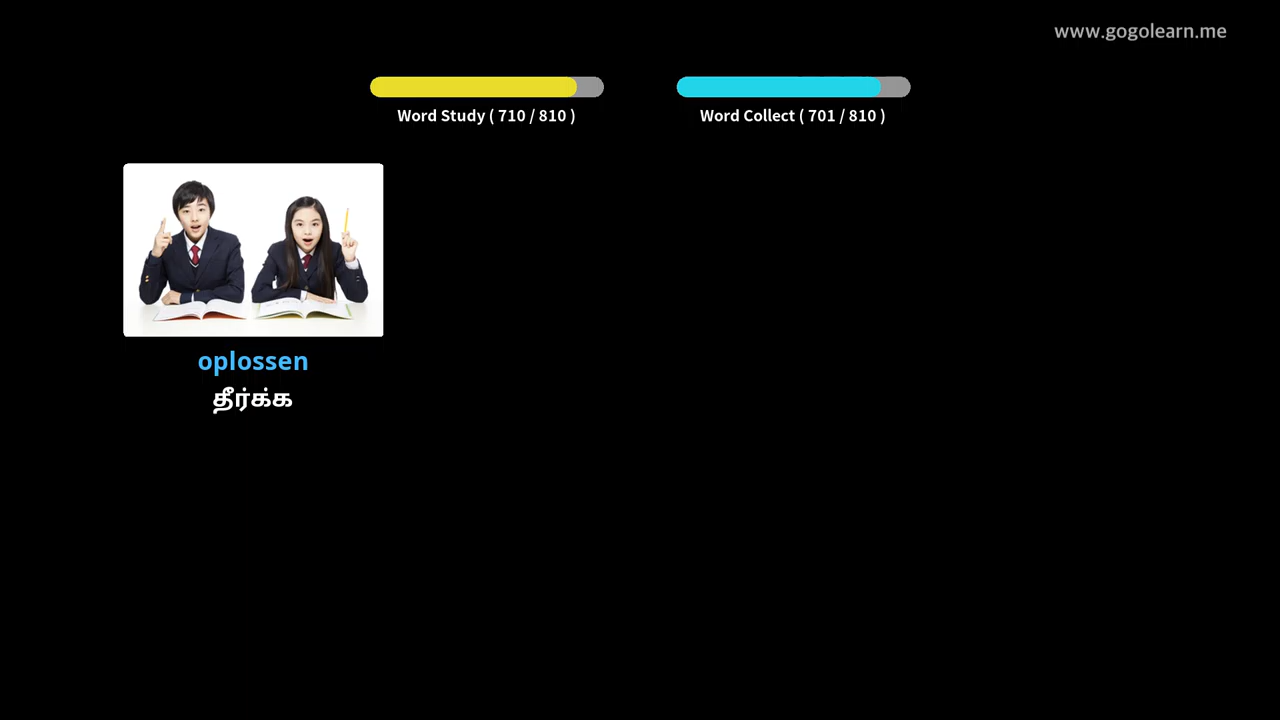 www.gogolearn.me
Word Study ( 710 / 810 )
Word Collect ( 701 / 810 )
oplossen
தீர்க்க